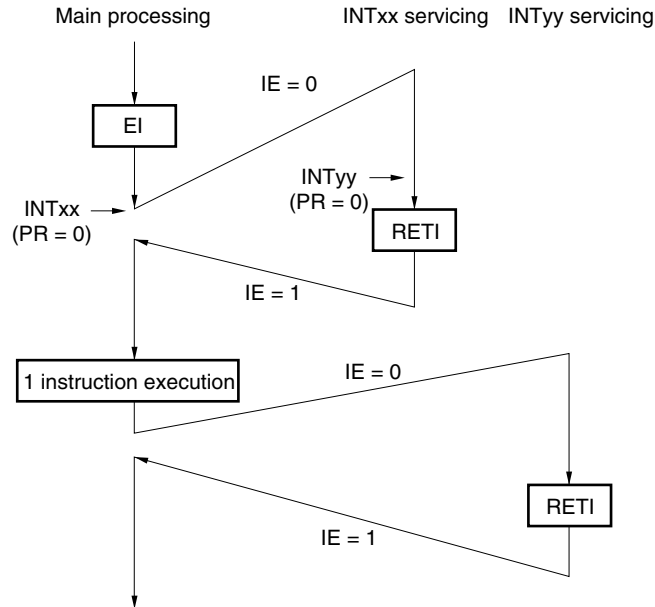 Main processing
INTxx servicing
INTyy servicing
IE = 0
EI
INTyy
(PR = 0)
INTxx
(PR = 0)
RETI
IE = 1
1 instruction execution
IE = 0
RETI
IE = 1